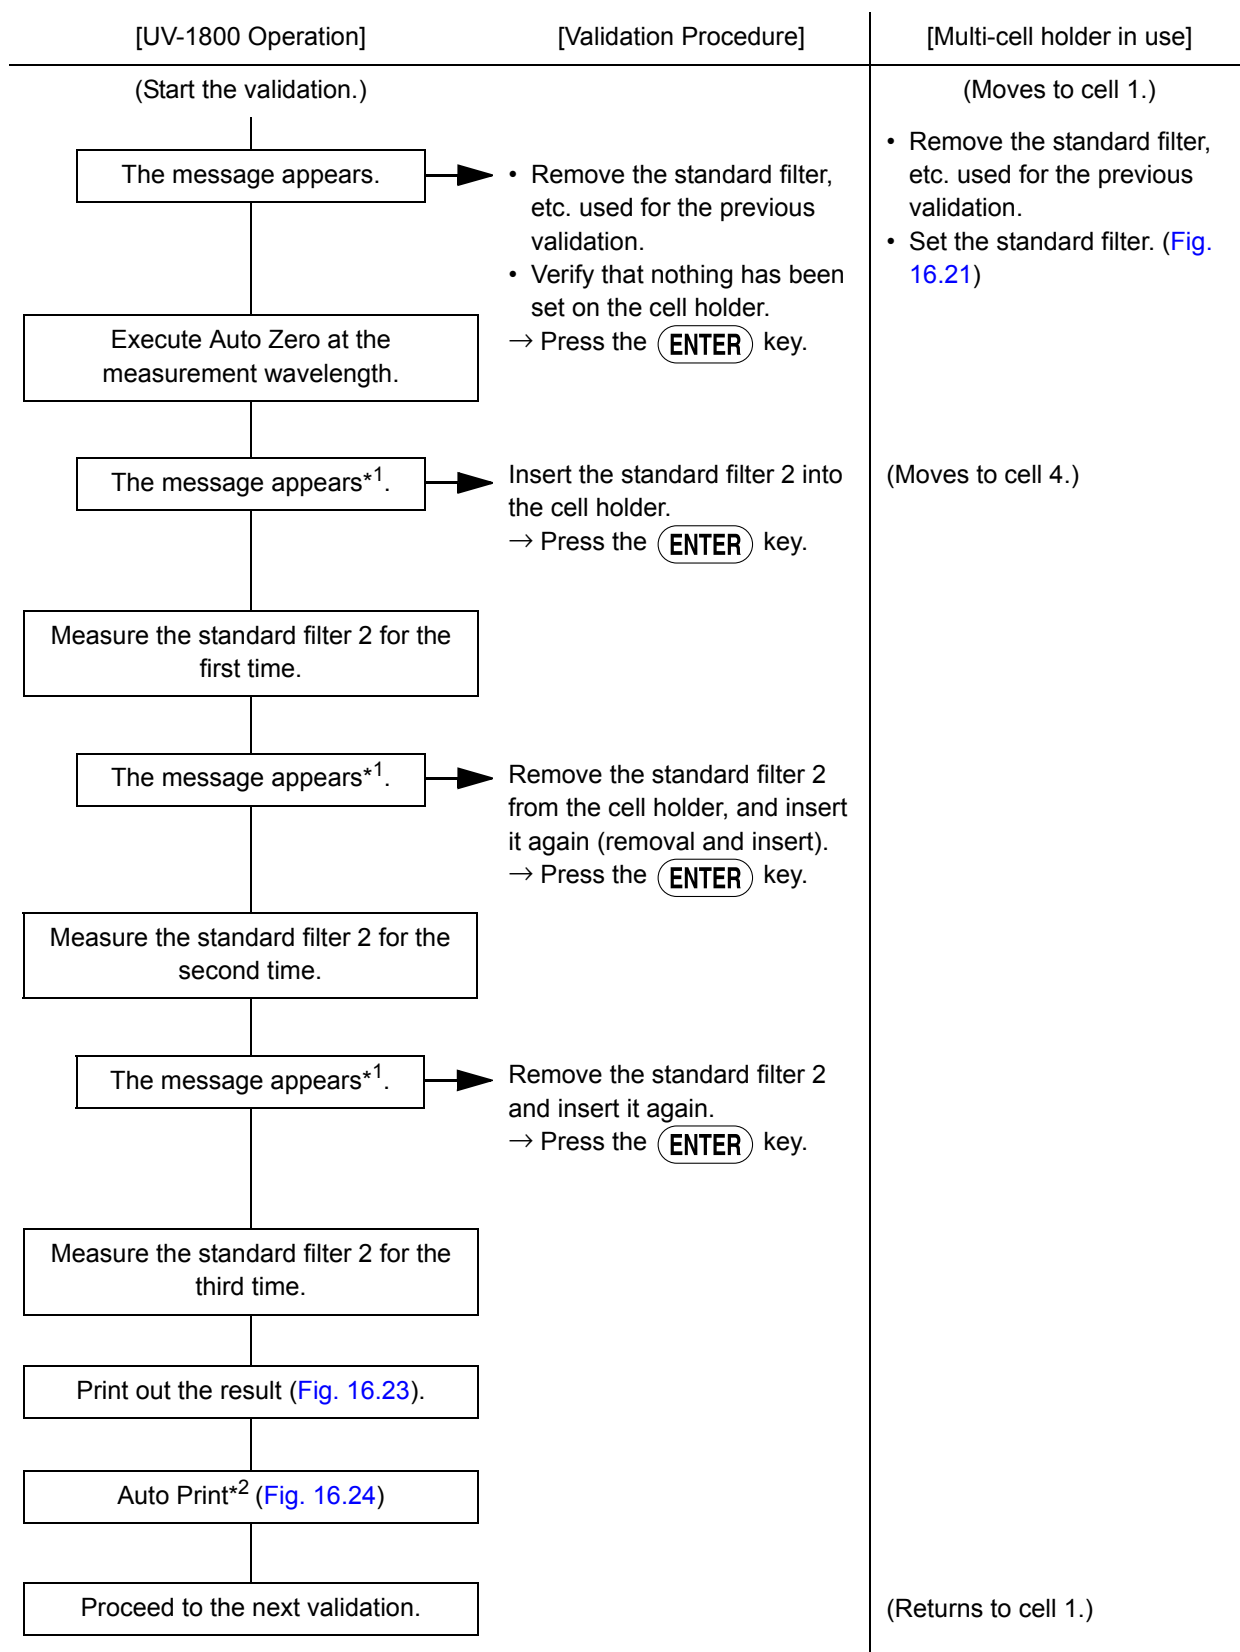 [UV-1800 Operation]
[Validation Procedure]
[Multi-cell holder in use]
(Start the validation.)
(Moves to cell 1.)
The message appears.
• Remove the standard filter,
etc. used for the previous
validation.
• Verify that nothing has been
set on the cell holder.
→ Press the ENTER key.
• Remove the standard filter,
etc. used for the previous
validation.
• Set the standard filter. (Fig.
16.21)
Execute Auto Zero at the
measurement wavelength.
The message appears*1.
Insert the standard filter 2 into
the cell holder.
→ Press the ENTER key.
(Moves to cell 4.)
Measure the standard filter 2 for the
first time.
The message appears*1.
Remove the standard filter 2
from the cell holder, and insert
it again (removal and insert).
→ Press the ENTER key.
Measure the standard filter 2 for the
second time.
The message appears*1.
Remove the standard filter 2
and insert it again.
→ Press the ENTER key.
Measure the standard filter 2 for the
third time.
Print out the result (Fig. 16.23).
Auto Print*2 (Fig. 16.24)
Proceed to the next validation.
(Returns to cell 1.)